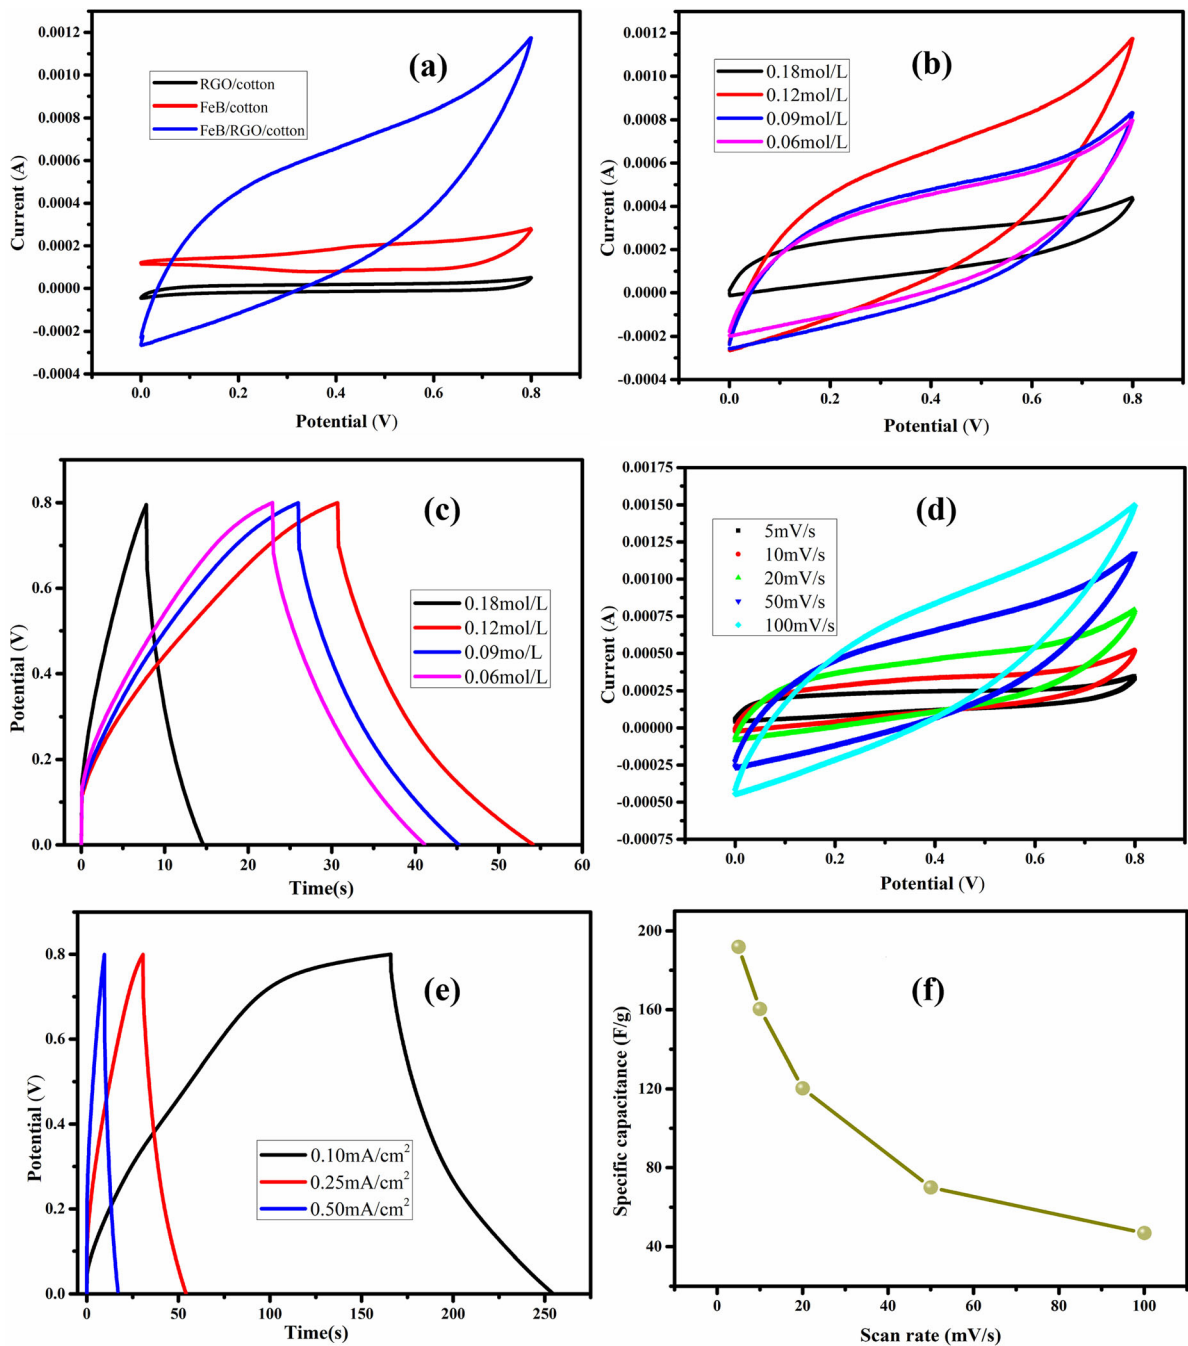 (a)
RGO/cotton
FeB/cotton
FeB/RGO/cotton
0.0012
0.0010
0.0008
0.0006
0.0004
0.0002
0.0000
-0.0002
-0.0004
Current (A)
0.0
0.2
0.4
0.6
0.8
Potential (V)
(b)
0.18mol/L
0.12mol/L
0.09mol/L
0.06mol/L
0.0012
0.0010
0.0008
0.0006
0.0004
0.0002
0.0000
-0.0002
-0.0004
Current (A)
0.0
0.2
0.4
0.6
0.8
Potential (V)
(c)
0.18mol/L
0.12mol/L
0.09mo/L
0.06mol/L
0.8
0.6
0.4
0.2
0.0
Potential (V)
0
10
20
30
40
50
60
Time(s)
(d)
5mV/s
10mV/s
20mV/s
50mV/s
100mV/s
0.00175
0.00150
0.00125
0.00100
0.00075
0.00050
0.00025
0.00000
-0.00025
-0.00050
-0.00075
Current (A)
0.0
0.2
0.4
0.6
0.8
Potential (V)
(e)
0.10mA/cm²
0.25mA/cm²
0.50mA/cm²
0.8
0.6
0.4
0.2
0.0
Potential (V)
0
50
100
150
200
250
Time(s)
(f)
200
160
120
80
40
Specific capacitance (F/g)
0
20
40
60
80
100
Scan rate (mV/s)